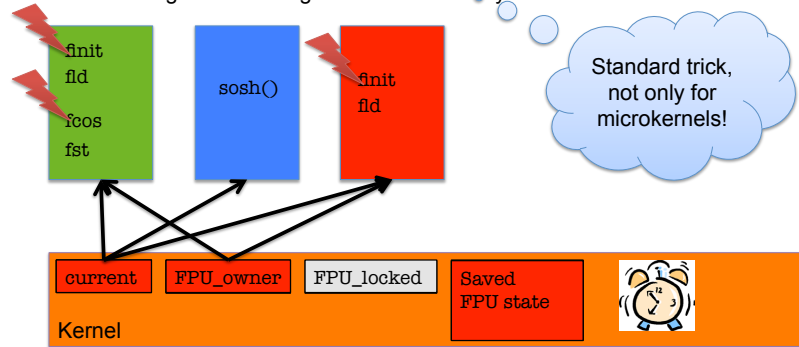 finit
fld
fcos
fst
sosh()
finit
fld
Standard trick,
not only for
microkernels!
current
FPU_owner
FPU_locked
Saved
FPU state
Kernel